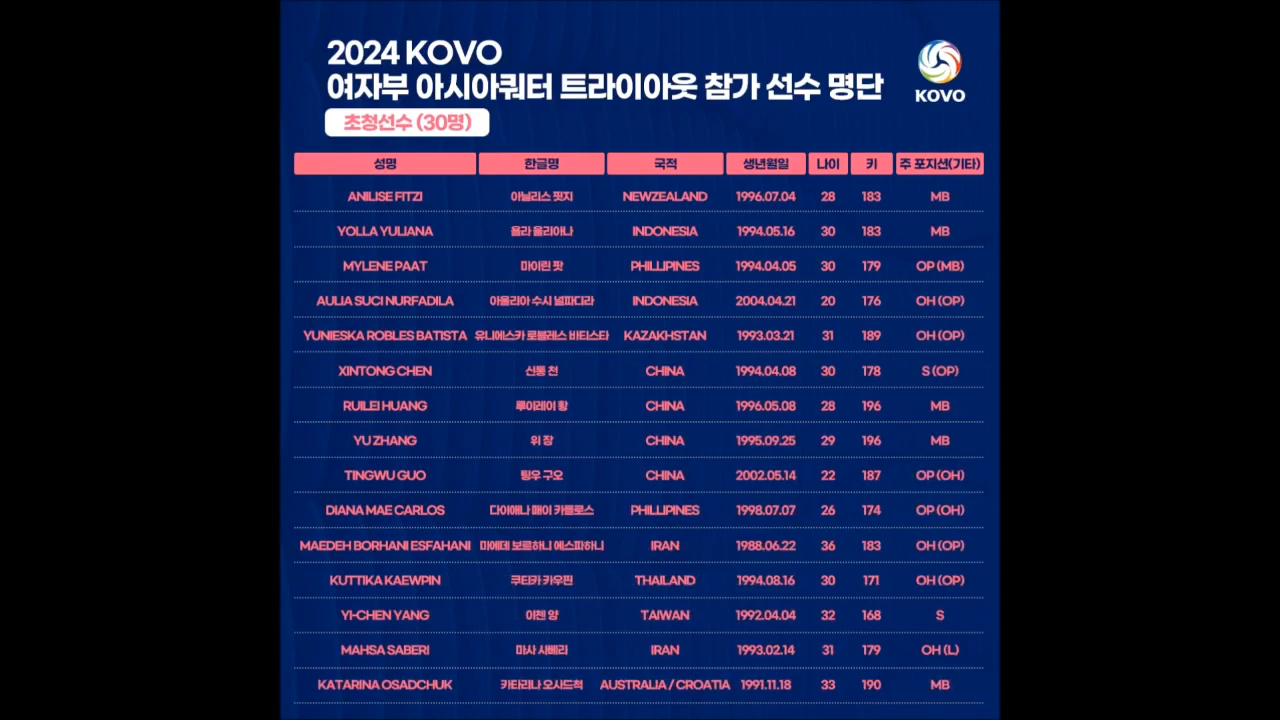 2024 KOVO
여자부 아시아쿼터 트라이아웃 참가 선수 명단
KOVO
초청선수 (30명)
성명 한글명 국적 생년월일 나이 키 주 포지션(기타)
ANILISE FITZI 아닐리스 핏지 NEWZEALAND 1996.07.04 28 183 MB
YOLLA YULIANA 욜라 율리아나 INDONESIA 1994.05.16 30 183 MB
MYLENE PAAT 마이린 팟 PHILLIPINES 1994.04.05 30 179 OP (MB)
AULIA SUCI NURFADILA 아울리아 수시 널파디라 INDONESIA 2004.04.21 20 176 OH (OP)
YUNIESKA ROBLES BATISTA 유니에스카 로블레스 바티스타 KAZAKHSTAN 1993.03.21 31 189 OH (OP)
XINTONG CHEN 신통 천 CHINA 1994.04.08 30 178 S (OP)
RUILEI HUANG 루이레이 황 CHINA 1996.05.08 28 196 MB
YU ZHANG 위 장 CHINA 1995.09.25 29 196 MB
TINGWU GUO 팅우 구오 CHINA 2002.05.14 22 187 OP (OH)
DIANA MAE CARLOS 다이애나 매이 카를로스 PHILLIPINES 1998.07.07 26 174 OP (OH)
MAEDEH BORHANI ESFAHANI 마에데 보르하니 에스파하니 IRAN 1988.06.22 36 183 OH (OP)
KUTTIKA KAEWPIN 쿠티카 카우핀 THAILAND 1994.08.16 30 171 OH (OP)
YI-CHEN YANG 이첸 양 TAIWAN 1992.04.04 32 168 S
MAHSA SABERI 마사 사베리 IRAN 1993.02.14 31 179 OH (L)
KATARINA OSADCHUK 카타리나 오사드척 AUSTRALIA / CROATIA 1991.11.18 33 190 MB